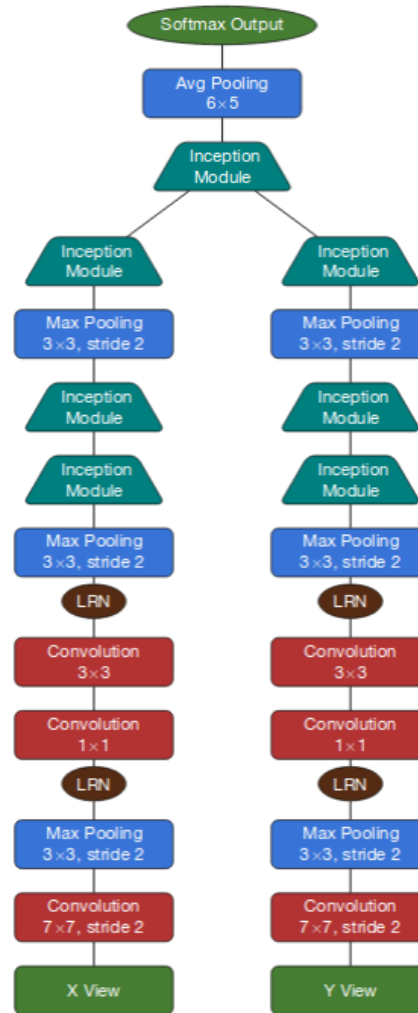 Softmax Output
Avg Pooling
6×5
Inception
Module
Inception
Module
Inception
Module
Max Pooling
3×3, stride 2
Max Pooling
3×3, stride 2
Inception
Module
Inception
Module
Inception
Module
Inception
Module
Max Pooling
3×3, stride 2
Max Pooling
3×3, stride 2
LRN
LRN
Convolution
3×3
Convolution
3×3
Convolution
1×1
Convolution
1×1
LRN
LRN
Max Pooling
3×3, stride 2
Max Pooling
3×3, stride 2
Convolution
7×7, stride 2
Convolution
7×7, stride 2
X View
Y View